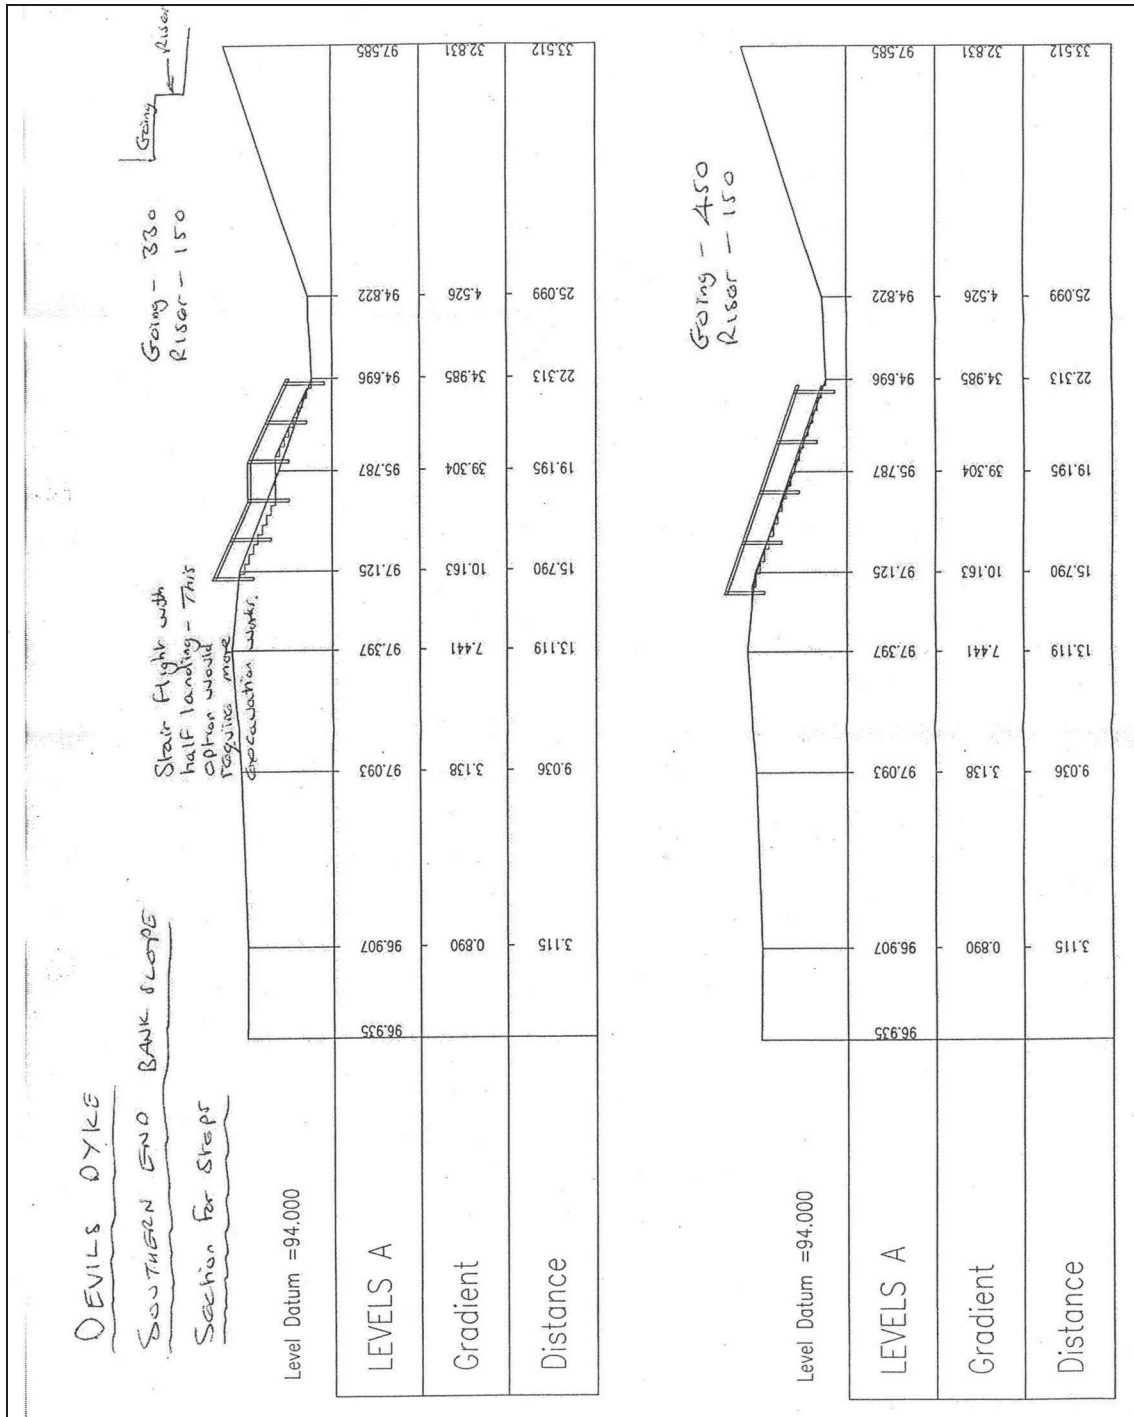 DEVILS DYKE
SOUTHERN END BANK SLOPE
Section For Steps
Stair flight with
half landing - This
option would
require more
excavation works.
Going - 330
Riser - 150
Going
Riser
Level Datum =94.000
LEVELS A 96.935 96.907 97.093 97.397 97.125 95.787 94.696 94.822 97.585
Gradient 0.890 3.138 7.441 10.163 39.304 34.985 4.526 32.831
Distance 3.115 9.036 13.119 15.790 19.195 22.313 25.099 33.512
Going - 450
Riser - 150
Level Datum =94.000
LEVELS A 96.935 96.907 97.093 97.397 97.125 95.787 94.696 94.822 97.585
Gradient 0.890 3.138 7.441 10.163 39.304 34.985 4.526 32.831
Distance 3.115 9.036 13.119 15.790 19.195 22.313 25.099 33.512